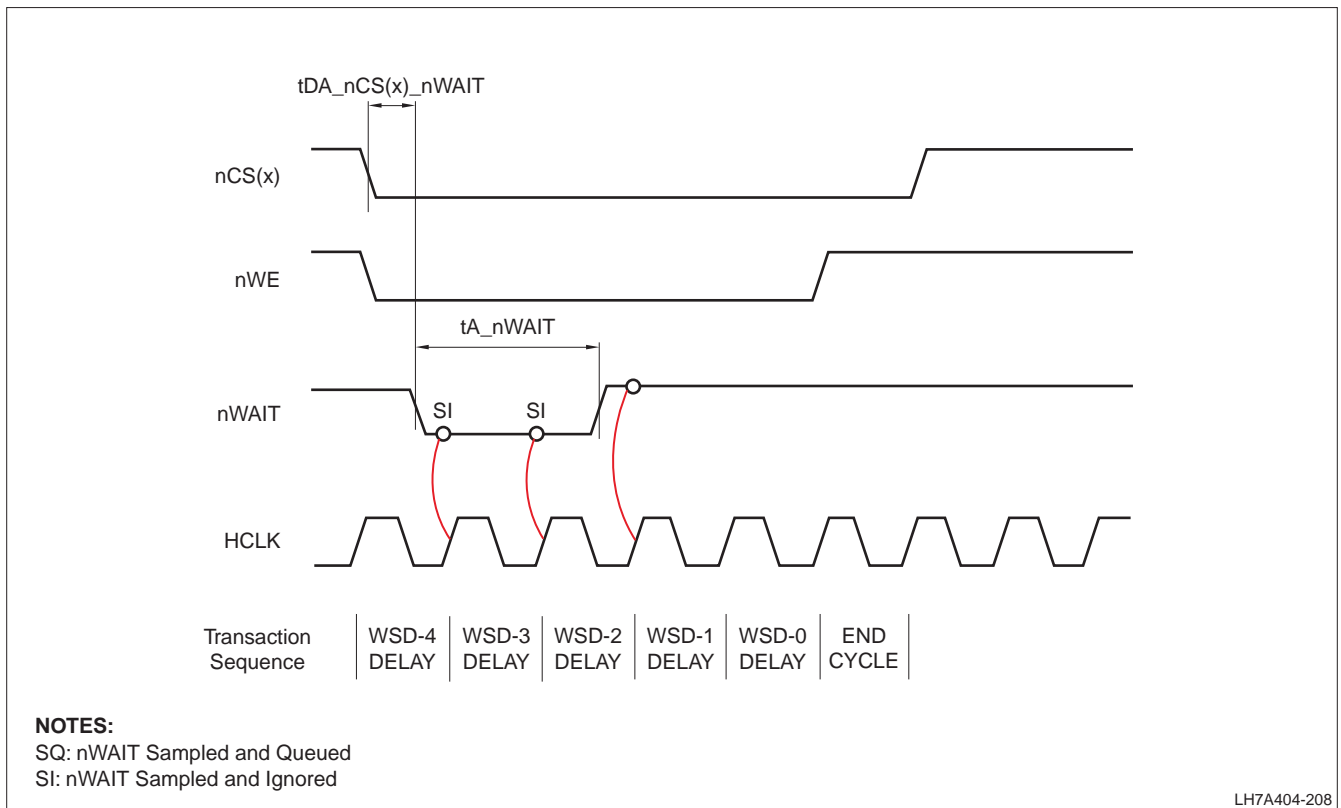 tDA_nCS(x)_nWAIT
nCS(x)
nWE
tA_nWAIT
nWAIT
SI
SI
HCLK
Transaction
Sequence
WSD-4
DELAY
WSD-3
DELAY
WSD-2
DELAY
WSD-1
DELAY
WSD-0
DELAY
END
CYCLE
NOTES:
SQ: nWAIT Sampled and Queued
SI: nWAIT Sampled and Ignored
LH7A404-208